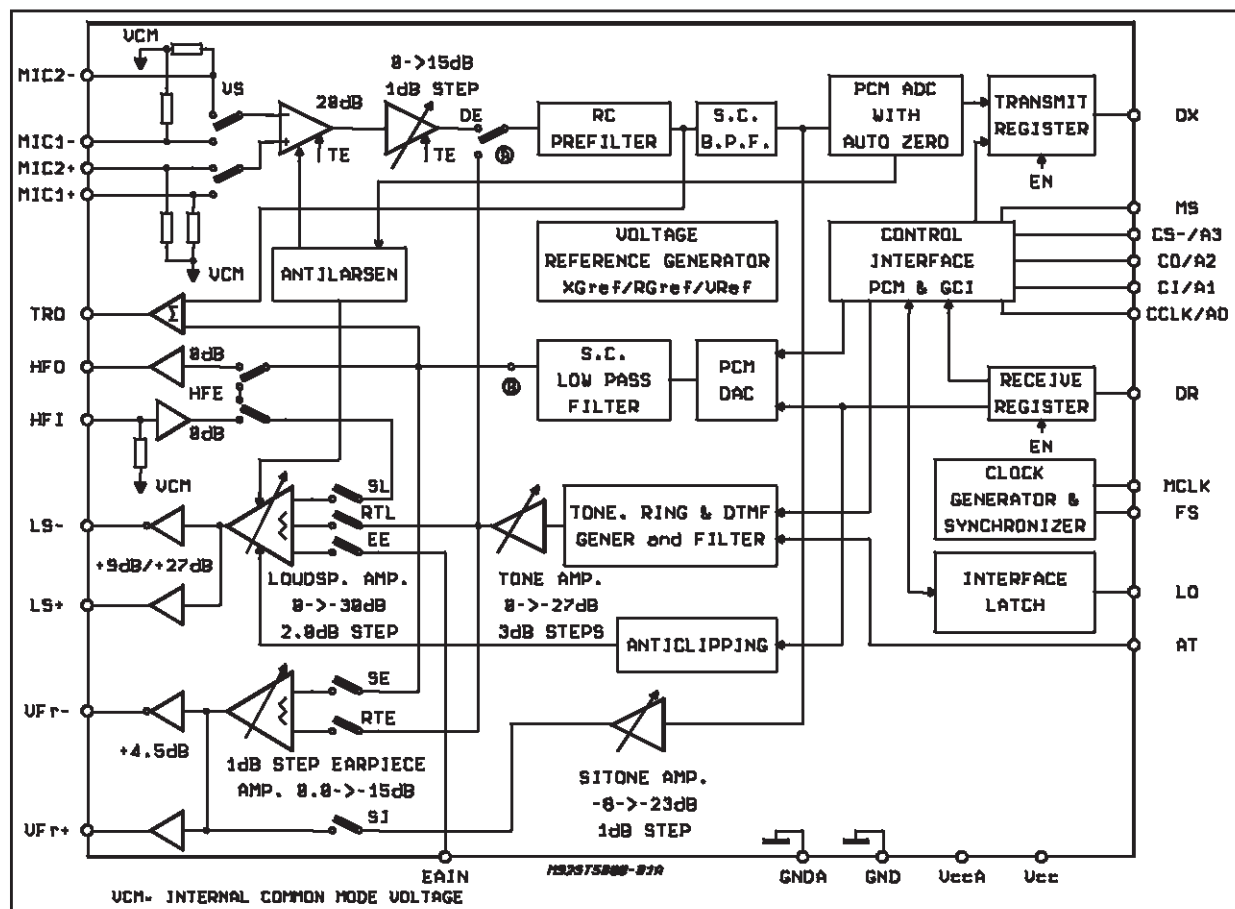 VCM
MIC2-
VS
MIC1-
MIC2+
MIC1+
VCM
20dB
TE
0->15dB
1dB STEP
TE
DE
RC
PREFILTER
S.C.
B.P.F.
PCM ADC
WITH
AUTO ZERO
TRANSMIT
REGISTER
EN
DX
MS
CS-/A3
CO/A2
CI/A1
CCLK/A0
ANTILARSEN
VOLTAGE
REFERENCE GENERATOR
XGref/RGref/VRef
CONTROL
INTERFACE
PCM & GCI
TRO
Σ
HFO
0dB
HFE
HFI
0dB
VCM
S.C.
LOW PASS
FILTER
PCM
DAC
RECEIVE
REGISTER
EN
DR
CLOCK
GENERATOR &
SYNCHRONIZER
MCLK
FS
LS-
+9dB/+27dB
LS+
SL
RTL
EE
LOUDSP. AMP.
0->-30dB
2.0dB STEP
TONE AMP.
0->-27dB
3dB STEPS
TONE. RING & DTMF
GENER and FILTER
INTERFACE
LATCH
LO
AT
ANTICLIPPING
VFr-
+4.5dB
SE
RTE
1dB STEP EARPIECE
AMP. 0.0->-15dB
VFr+
SI
SITONE AMP.
-8->-23dB
1dB STEP
EAIN
GNDA
GND
VccA
Vcc
VCM= INTERNAL COMMON MODE VOLTAGE